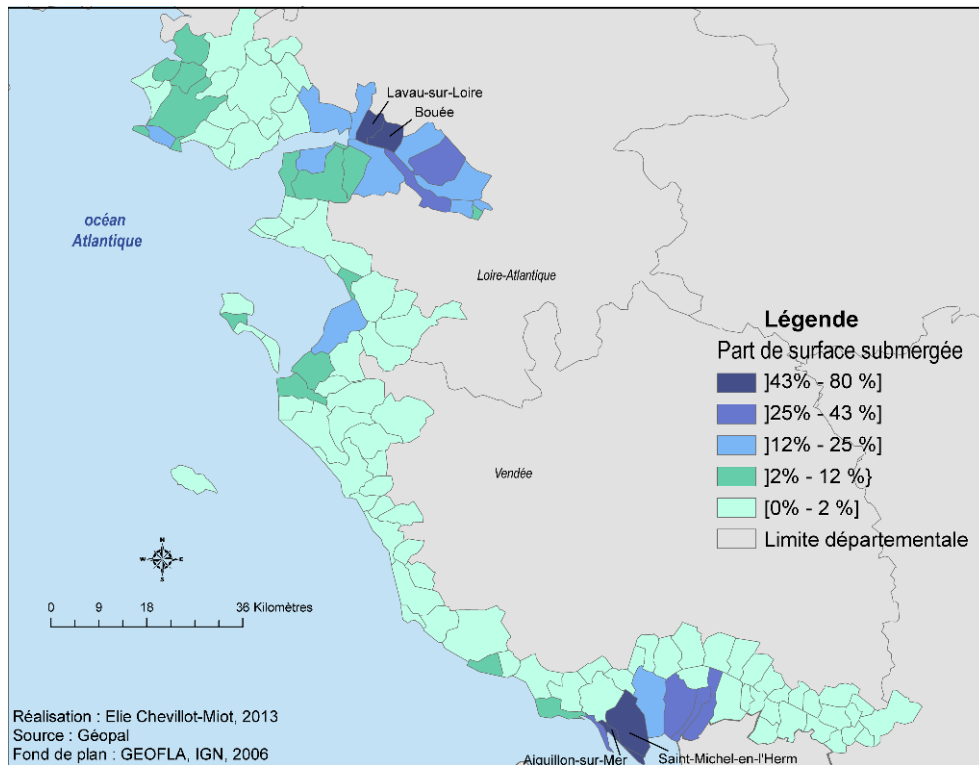 Lavau-sur-Loire
Bouée
océan
Atlantique
Loire-Atlantique
Légende
Part de surface submergée
]43% - 80 %]
]25% - 43 %]
]12% - 25 %]
]2% - 12 %}
[0% - 2 %]
Limite départementale
Vendée
N
W E
S
0 9 18 36 Kilomètres
Réalisation : Elie Chevillot-Miot, 2013
Source : Géopal
Fond de plan : GEOFLA, IGN, 2006
Aiguillon-sur-Mer
Saint-Michel-en-l'Herm